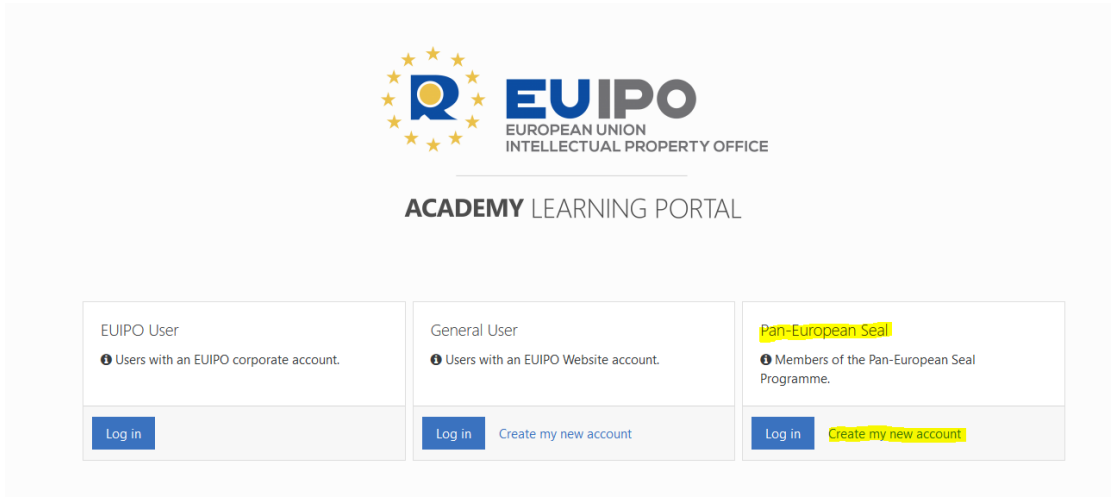 EUIPO
EUROPEAN UNION
INTELLECTUAL PROPERTY OFFICE
ACADEMY LEARNING PORTAL
EUIPO User
Users with an EUIPO corporate account.
Log in
General User
Users with an EUIPO Website account.
Log in Create my new account
Pan-European Seal
Members of the Pan-European Seal
Programme.
Log in Create my new account